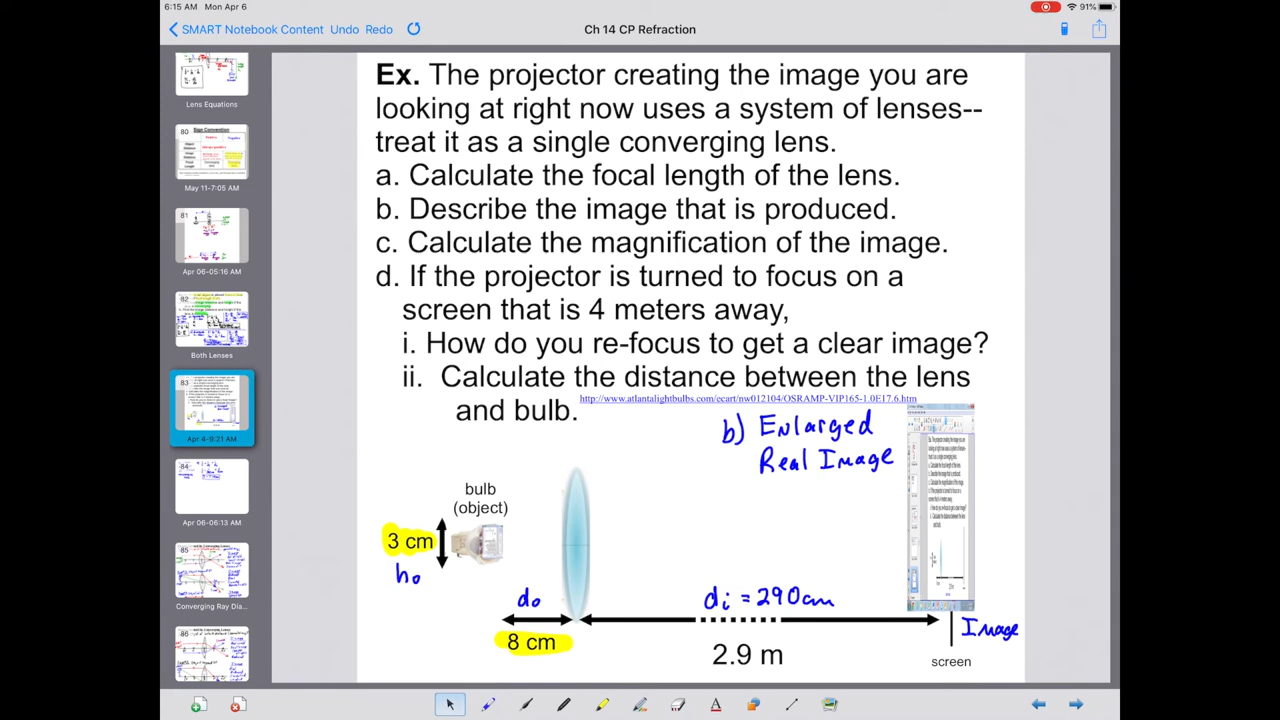 6:15 AM Mon Apr 6
91%
SMART Notebook Content Undo Redo
Ch 14 CP Refraction
Lens Equations
80
May 11-7:05 AM
81
Apr 06-05:16 AM
82
Both Lenses
83
Apr 4-9:21 AM
84
Apr 06-06:13 AM
85
Converging Ray Dia...
86
Ex. The projector creating the image you are
looking at right now uses a system of lenses--
treat it as a single converging lens.
a. Calculate the focal length of the lens.
b. Describe the image that is produced.
c. Calculate the magnification of the image.
d. If the projector is turned to focus on a
screen that is 4 meters away,
i. How do you re-focus to get a clear image?
ii. Calculate the distance between the lens
and bulb.
http://www.atlantalightbulbs.com/ecart/nw012104/OSRAMP-VIP165-1.0E17.6.htm
b) Enlarged
Real Image
bulb
(object)
3 cm
ho
do
di = 290cm
8 cm
2.9 m
Image
screen